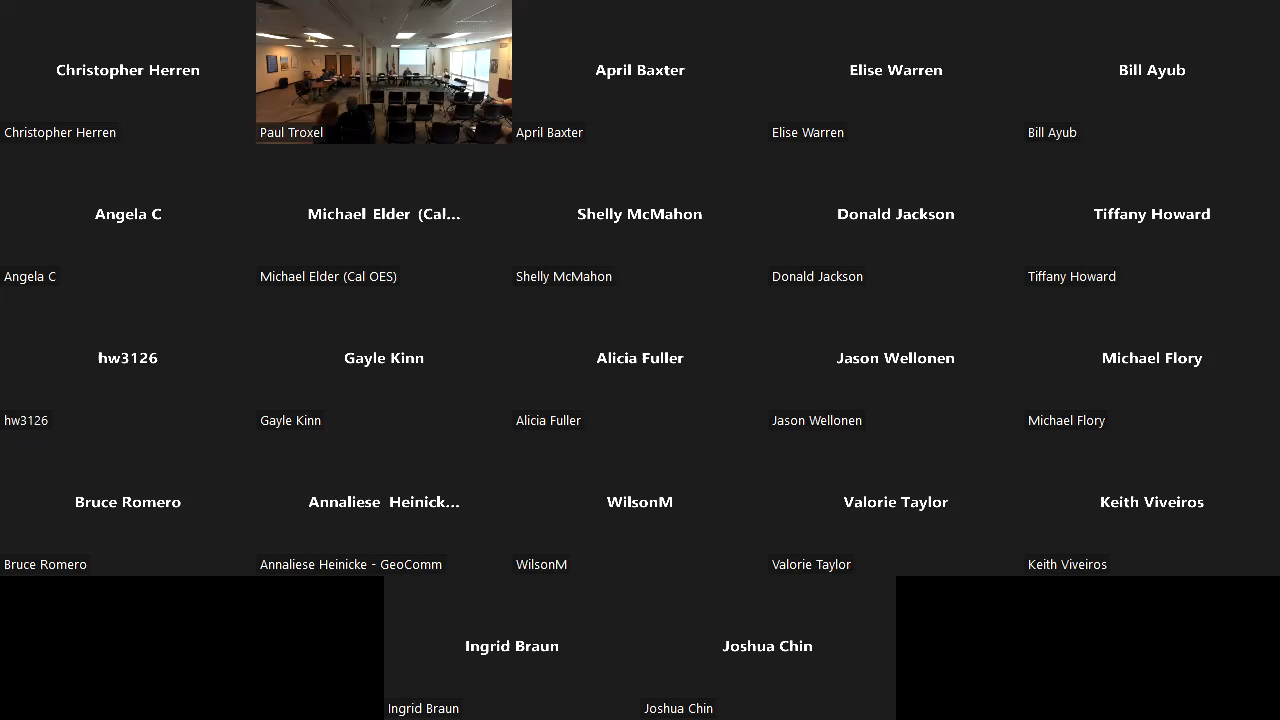 Christopher Herren
April Baxter
Elise Warren
Bill Ayub
Christopher Herren
Paul Troxel
April Baxter
Elise Warren
Bill Ayub
Angela C
Michael Elder (Cal...
Shelly McMahon
Donald Jackson
Tiffany Howard
Angela C
Michael Elder (Cal OES)
Shelly McMahon
Donald Jackson
Tiffany Howard
hw3126
Gayle Kinn
Alicia Fuller
Jason Wellonen
Michael Flory
hw3126
Gayle Kinn
Alicia Fuller
Jason Wellonen
Michael Flory
Bruce Romero
Annaliese Heinick...
WilsonM
Valorie Taylor
Keith Viveiros
Bruce Romero
Annaliese Heinicke - GeoComm
WilsonM
Valorie Taylor
Keith Viveiros
Ingrid Braun
Joshua Chin
Ingrid Braun
Joshua Chin